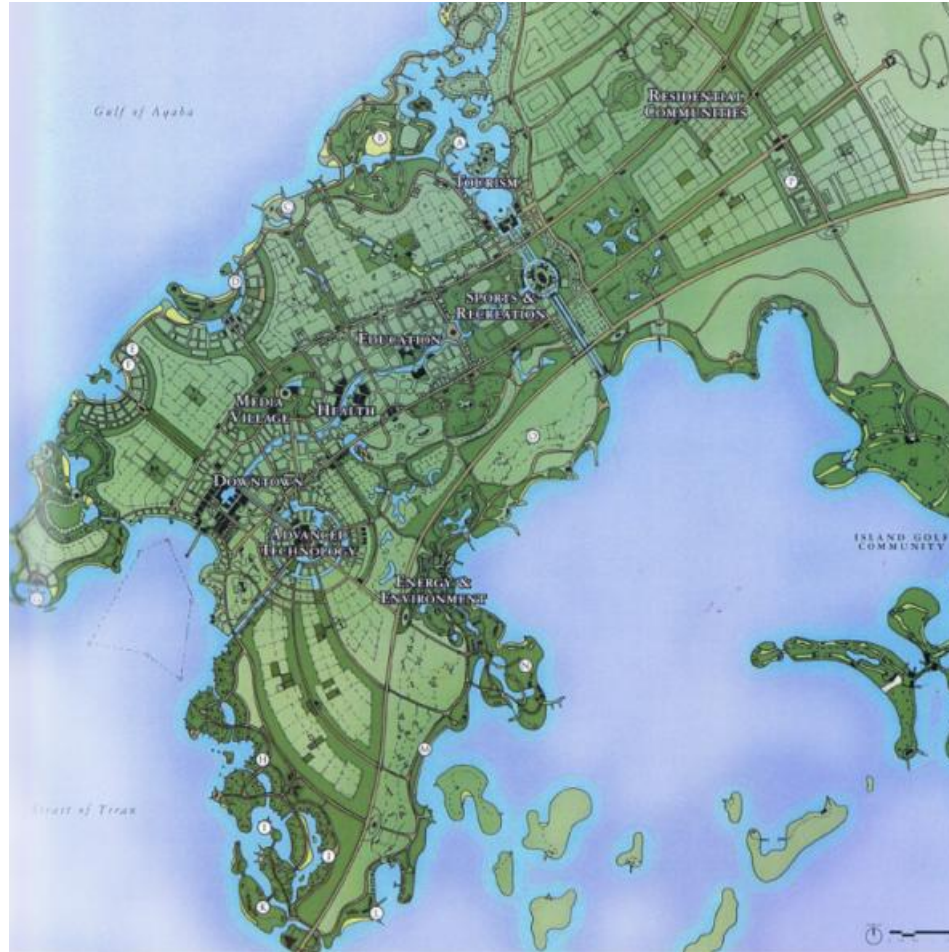 RESIDENTIAL
COMMUNITIES
Gulf of Aqaba
B
A
TOURISM
P
C
D
SPORTS &
RECREATION
EDUCATION
E
F
MEDIA
VILLAGE
HEALTH
O
DOWNTOWN
ADVANCED
TECHNOLOGY
ISLAND GOLF
COMMUNITY
ENERGY &
ENVIRONMENT
G
N
M
H
Strait of Tiran
K
L